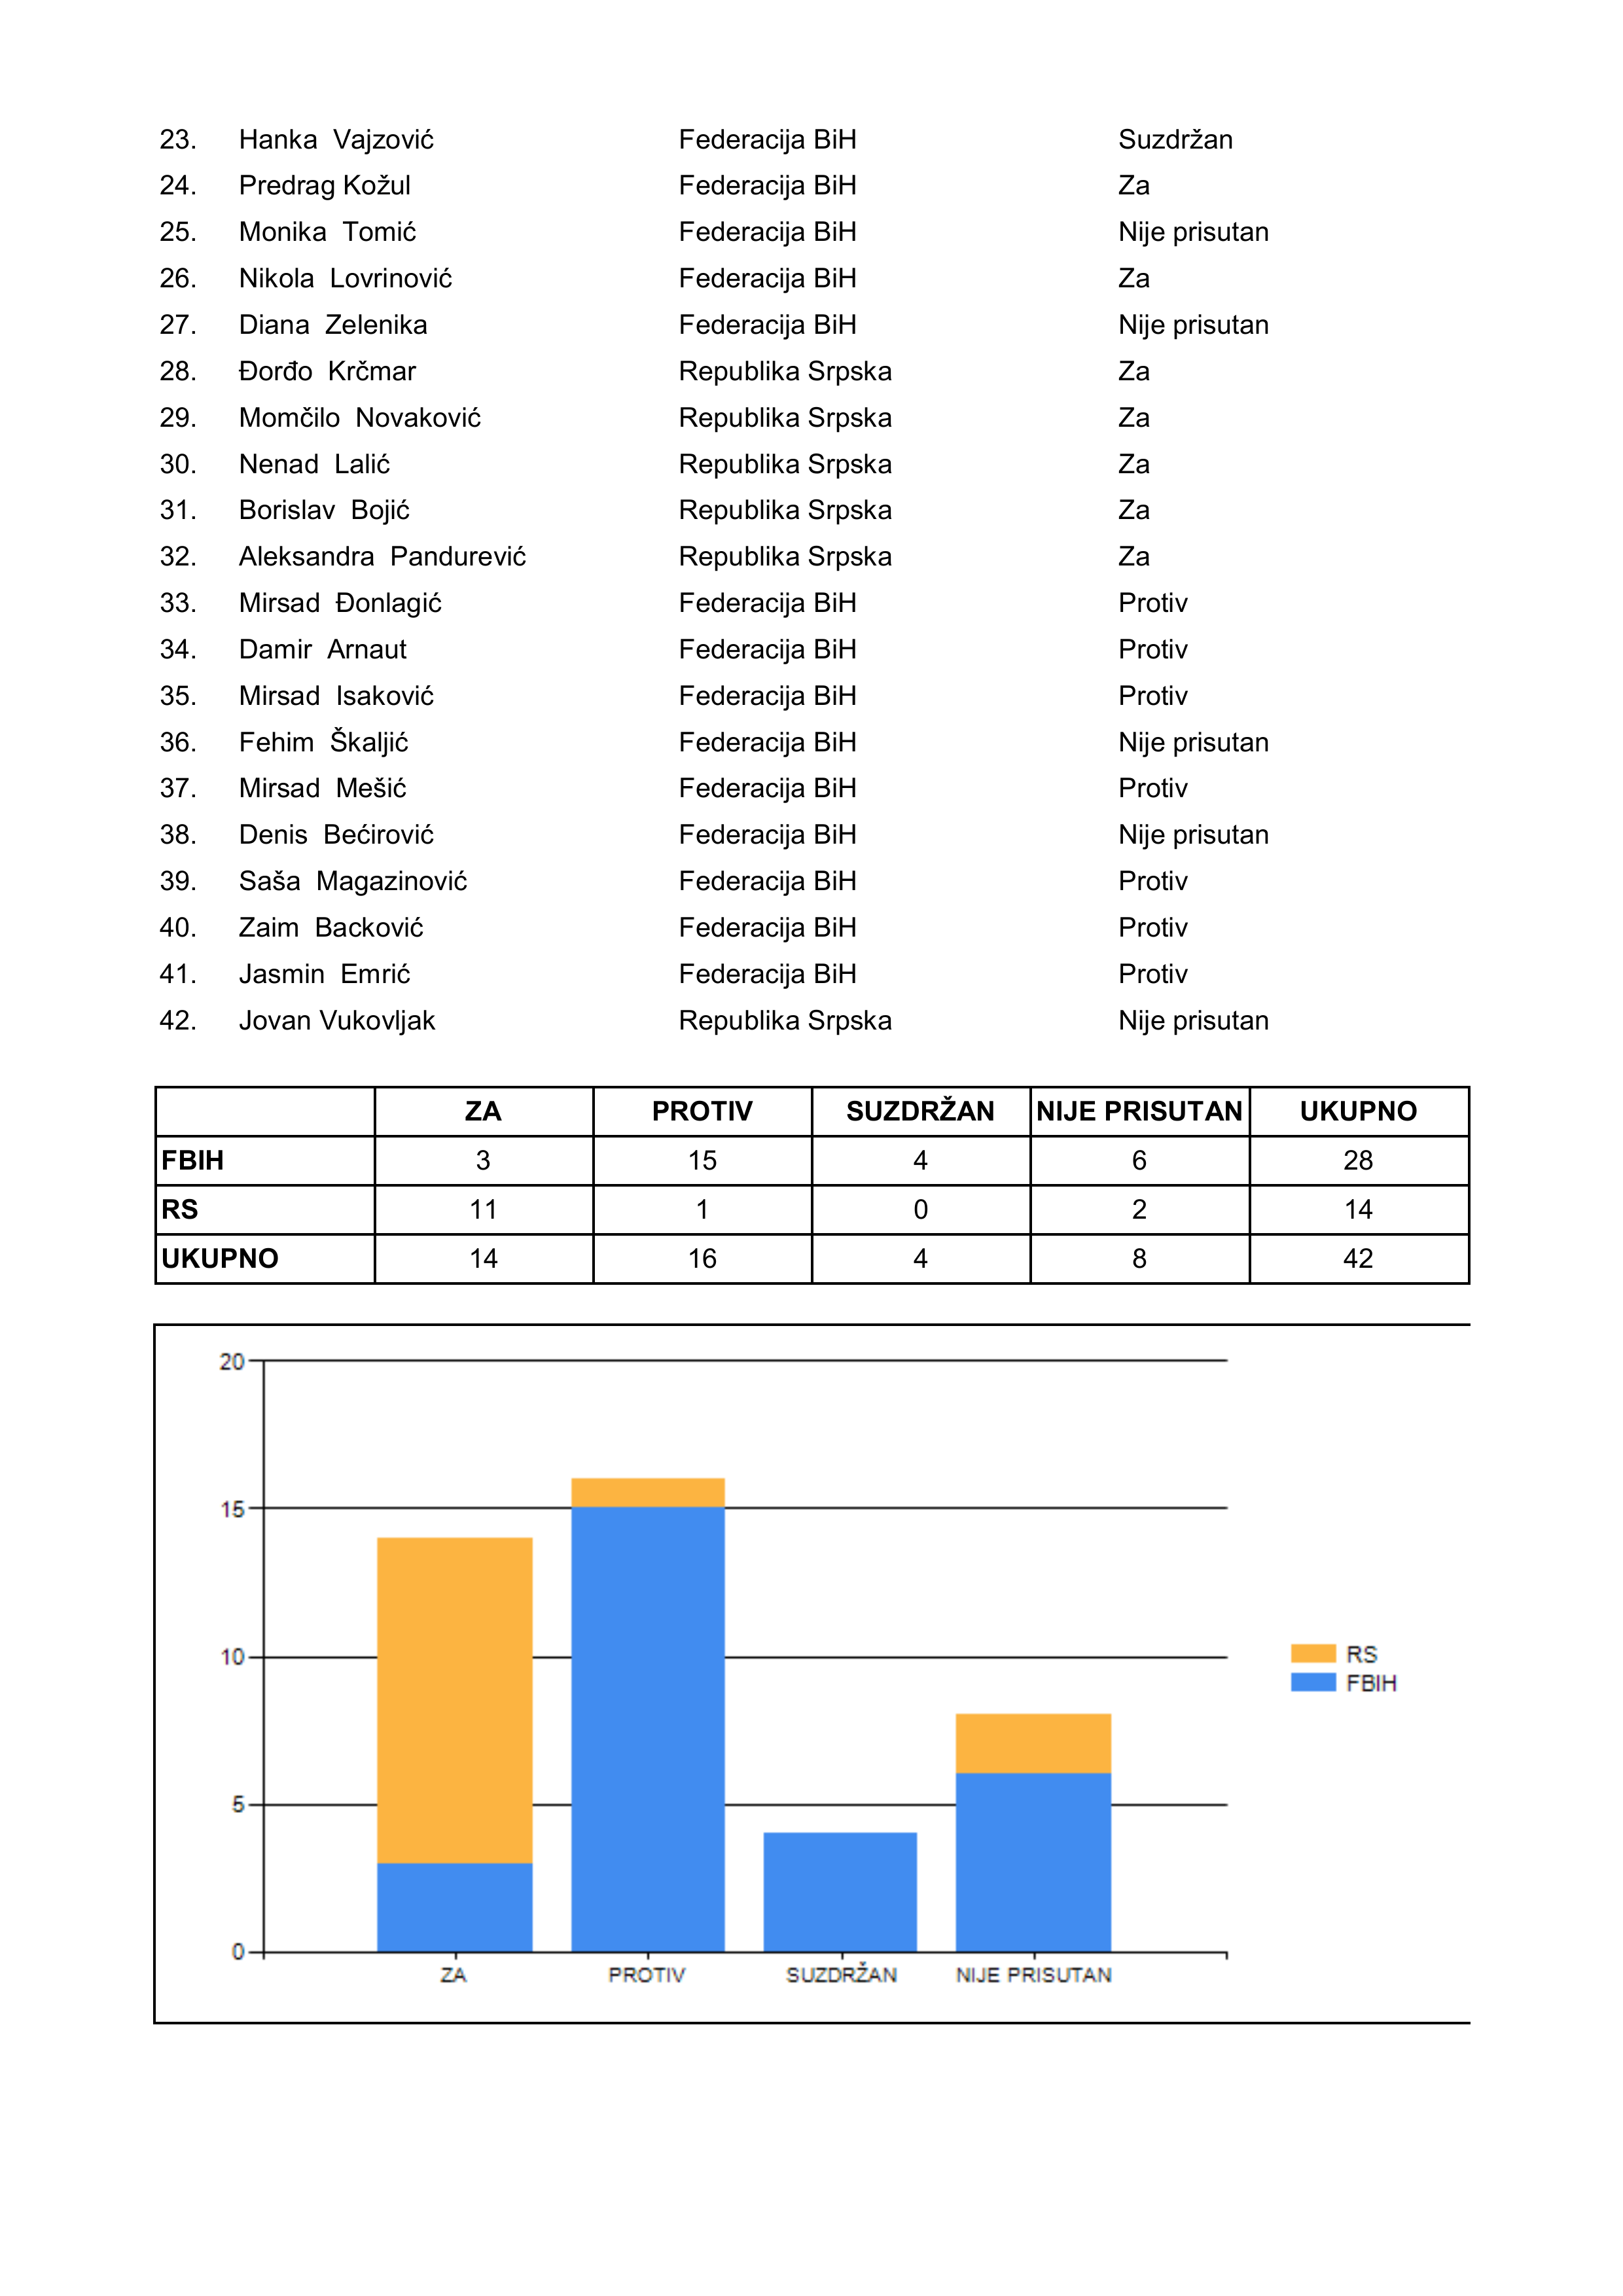 23. Hanka Vajzović Federacija BiH Suzdržan
24. Predrag Kožul Federacija BiH Za
25. Monika Tomić Federacija BiH Nije prisutan
26. Nikola Lovrinović Federacija BiH Za
27. Diana Zelenika Federacija BiH Nije prisutan
28. Đorđo Krčmar Republika Srpska Za
29. Momčilo Novaković Republika Srpska Za
30. Nenad Lalić Republika Srpska Za
31. Borislav Bojić Republika Srpska Za
32. Aleksandra Pandurević Republika Srpska Za
33. Mirsad Đonlagić Federacija BiH Protiv
34. Damir Arnaut Federacija BiH Protiv
35. Mirsad Isaković Federacija BiH Protiv
36. Fehim Škaljić Federacija BiH Nije prisutan
37. Mirsad Mešić Federacija BiH Protiv
38. Denis Bećirović Federacija BiH Nije prisutan
39. Saša Magazinović Federacija BiH Protiv
40. Zaim Backović Federacija BiH Protiv
41. Jasmin Emrić Federacija BiH Protiv
42. Jovan Vukovljak Republika Srpska Nije prisutan
ZA PROTIV SUZDRŽAN NIJE PRISUTAN UKUPNO
FBIH 3 15 4 6 28
RS 11 1 0 2 14
UKUPNO 14 16 4 8 42
20
15
10
5
0
ZA PROTIV SUZDRŽAN NIJE PRISUTAN
RS
FBIH